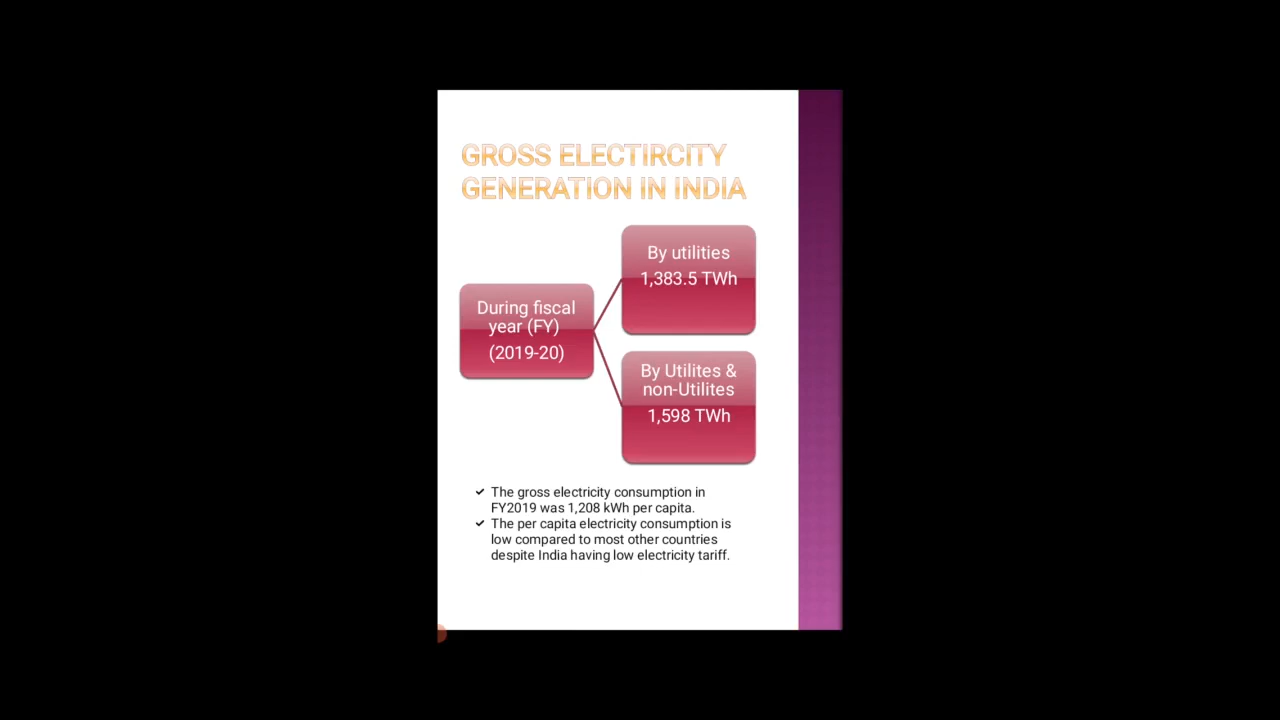 GROSS ELECTIRCITY
GENERATION IN INDIA
During fiscal
year (FY)
(2019-20)
By utilities
1,383.5 TWh
By Utilites &
non-Utilites
1,598 TWh
✔ The gross electricity consumption in
FY2019 was 1,208 kWh per capita.
✔ The per capita electricity consumption is
low compared to most other countries
despite India having low electricity tariff.